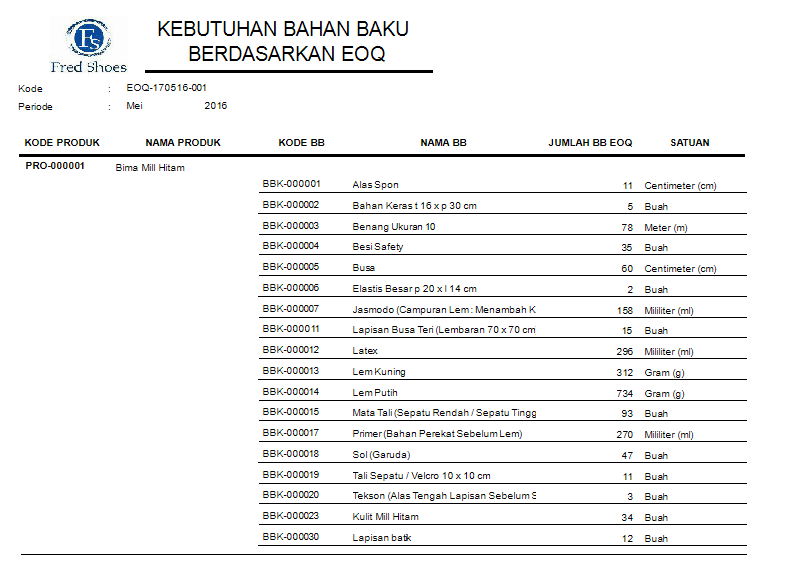 KEBUTUHAN BAHAN BAKU
BERDASARKAN EOQ
Fs
Fred Shoes
Kode : EOQ-170516-001
Periode : Mei 2016
KODE PRODUK NAMA PRODUK KODE BB NAMA BB JUMLAH BB EOQ SATUAN
PRO-000001 Bima Mill Hitam
BBK-000001 Alas Spon 11 Centimeter (cm)
BBK-000002 Bahan Keras t 16 x p 30 cm 5 Buah
BBK-000003 Benang Ukuran 10 78 Meter (m)
BBK-000004 Besi Safety 35 Buah
BBK-000005 Busa 60 Centimeter (cm)
BBK-000006 Elastis Besar p 20 x l 14 cm 2 Buah
BBK-000007 Jasmodo (Campuran Lem : Menambah K 158 Mililiter (ml)
BBK-000011 Lapisan Busa Teri (Lembaran 70 x 70 cm 15 Buah
BBK-000012 Latex 296 Mililiter (ml)
BBK-000013 Lem Kuning 312 Gram (g)
BBK-000014 Lem Putih 734 Gram (g)
BBK-000015 Mata Tali (Sepatu Rendah / Sepatu Tingg 93 Buah
BBK-000017 Primer (Bahan Perekat Sebelum Lem) 270 Mililiter (ml)
BBK-000018 Sol (Garuda) 47 Buah
BBK-000019 Tali Sepatu / Velcro 10 x 10 cm 11 Buah
BBK-000020 Tekson (Alas Tengah Lapisan Sebelum S 3 Buah
BBK-000023 Kulit Mill Hitam 34 Buah
BBK-000030 Lapisan batik 12 Buah